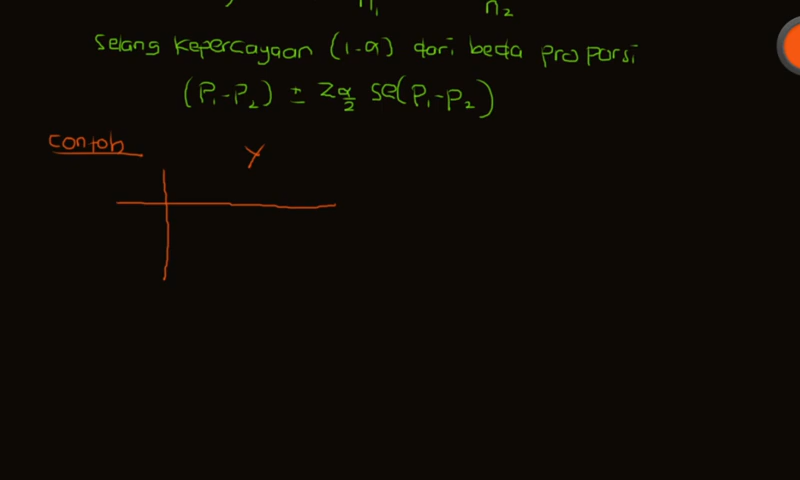 n₁ n₂
Selang Kepercayaan (1-α) dari beda proporsi
(P₁-P₂) ± Zα/2 se(P₁-P₂)
Contoh
Y